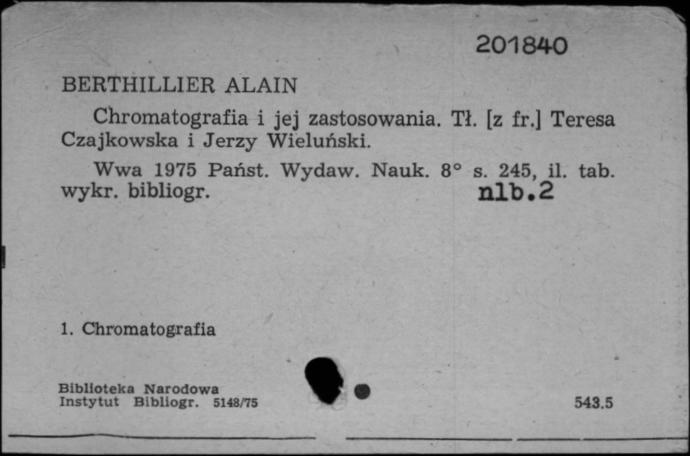 201840
BERTHILLIER ALAIN
Chromatografia i jej zastosowania. Tł. [z fr.] Teresa
Czajkowska i Jerzy Wieluński.
Wwa 1975 Państ. Wydaw. Nauk. 8° s. 245, il. tab.
wykr. bibliogr. nlb.2
1. Chromatografia
Biblioteka Narodowa
Instytut Bibliogr. 5148/75 543.5